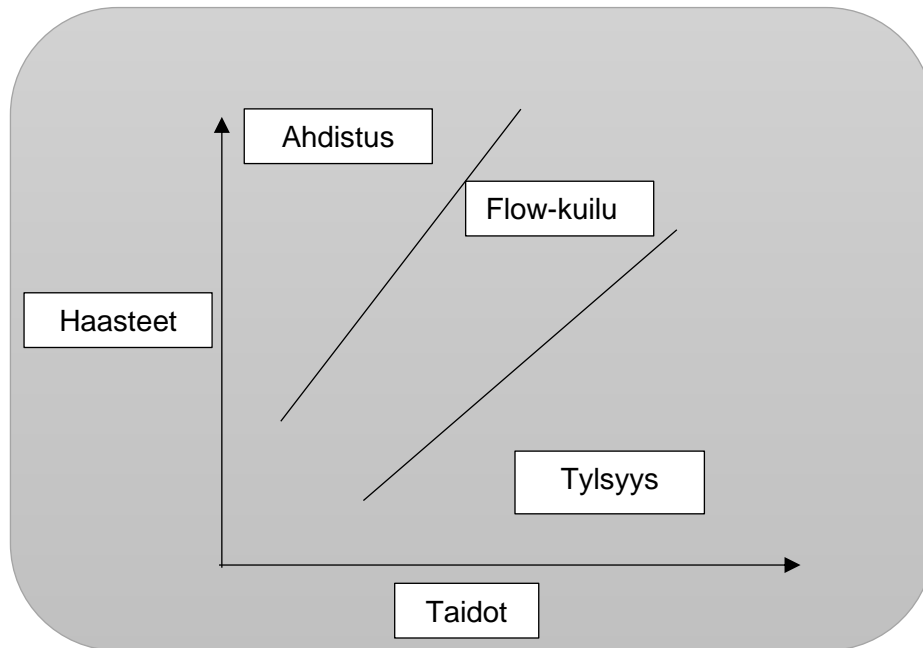 Ahdistus
Flow-kuilu
Haasteet
Tylsyys
Taidot